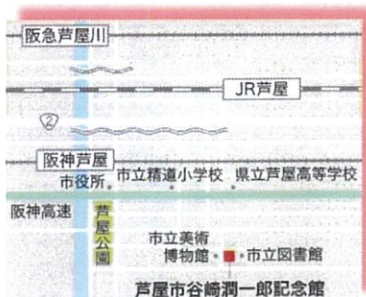 阪急芦屋川
JR芦屋
2
阪神芦屋
市役所
市立精道小学校
県立芦屋高等学校
阪神高速
芦屋公園
市立美術
博物館
市立図書館
芦屋市谷崎潤一郎記念館